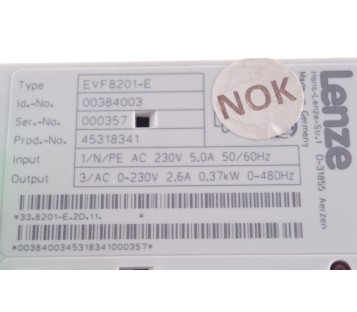 Type EVF8201-E
Id.-No. 00384003
Ser.-No. 000357
Prod.-No. 45318341
Input 1/N/PE AC 230V 5.0A 50/60Hz
Output 3/AC 0-230V 2.6A 0.37kW 0-480Hz
*33.8201-E.2D.11. *
*00384003453183410003​57*
NOK
Lenze
Hans-Lenze-Str.1 D-31855 Aerzen
Made in Germany